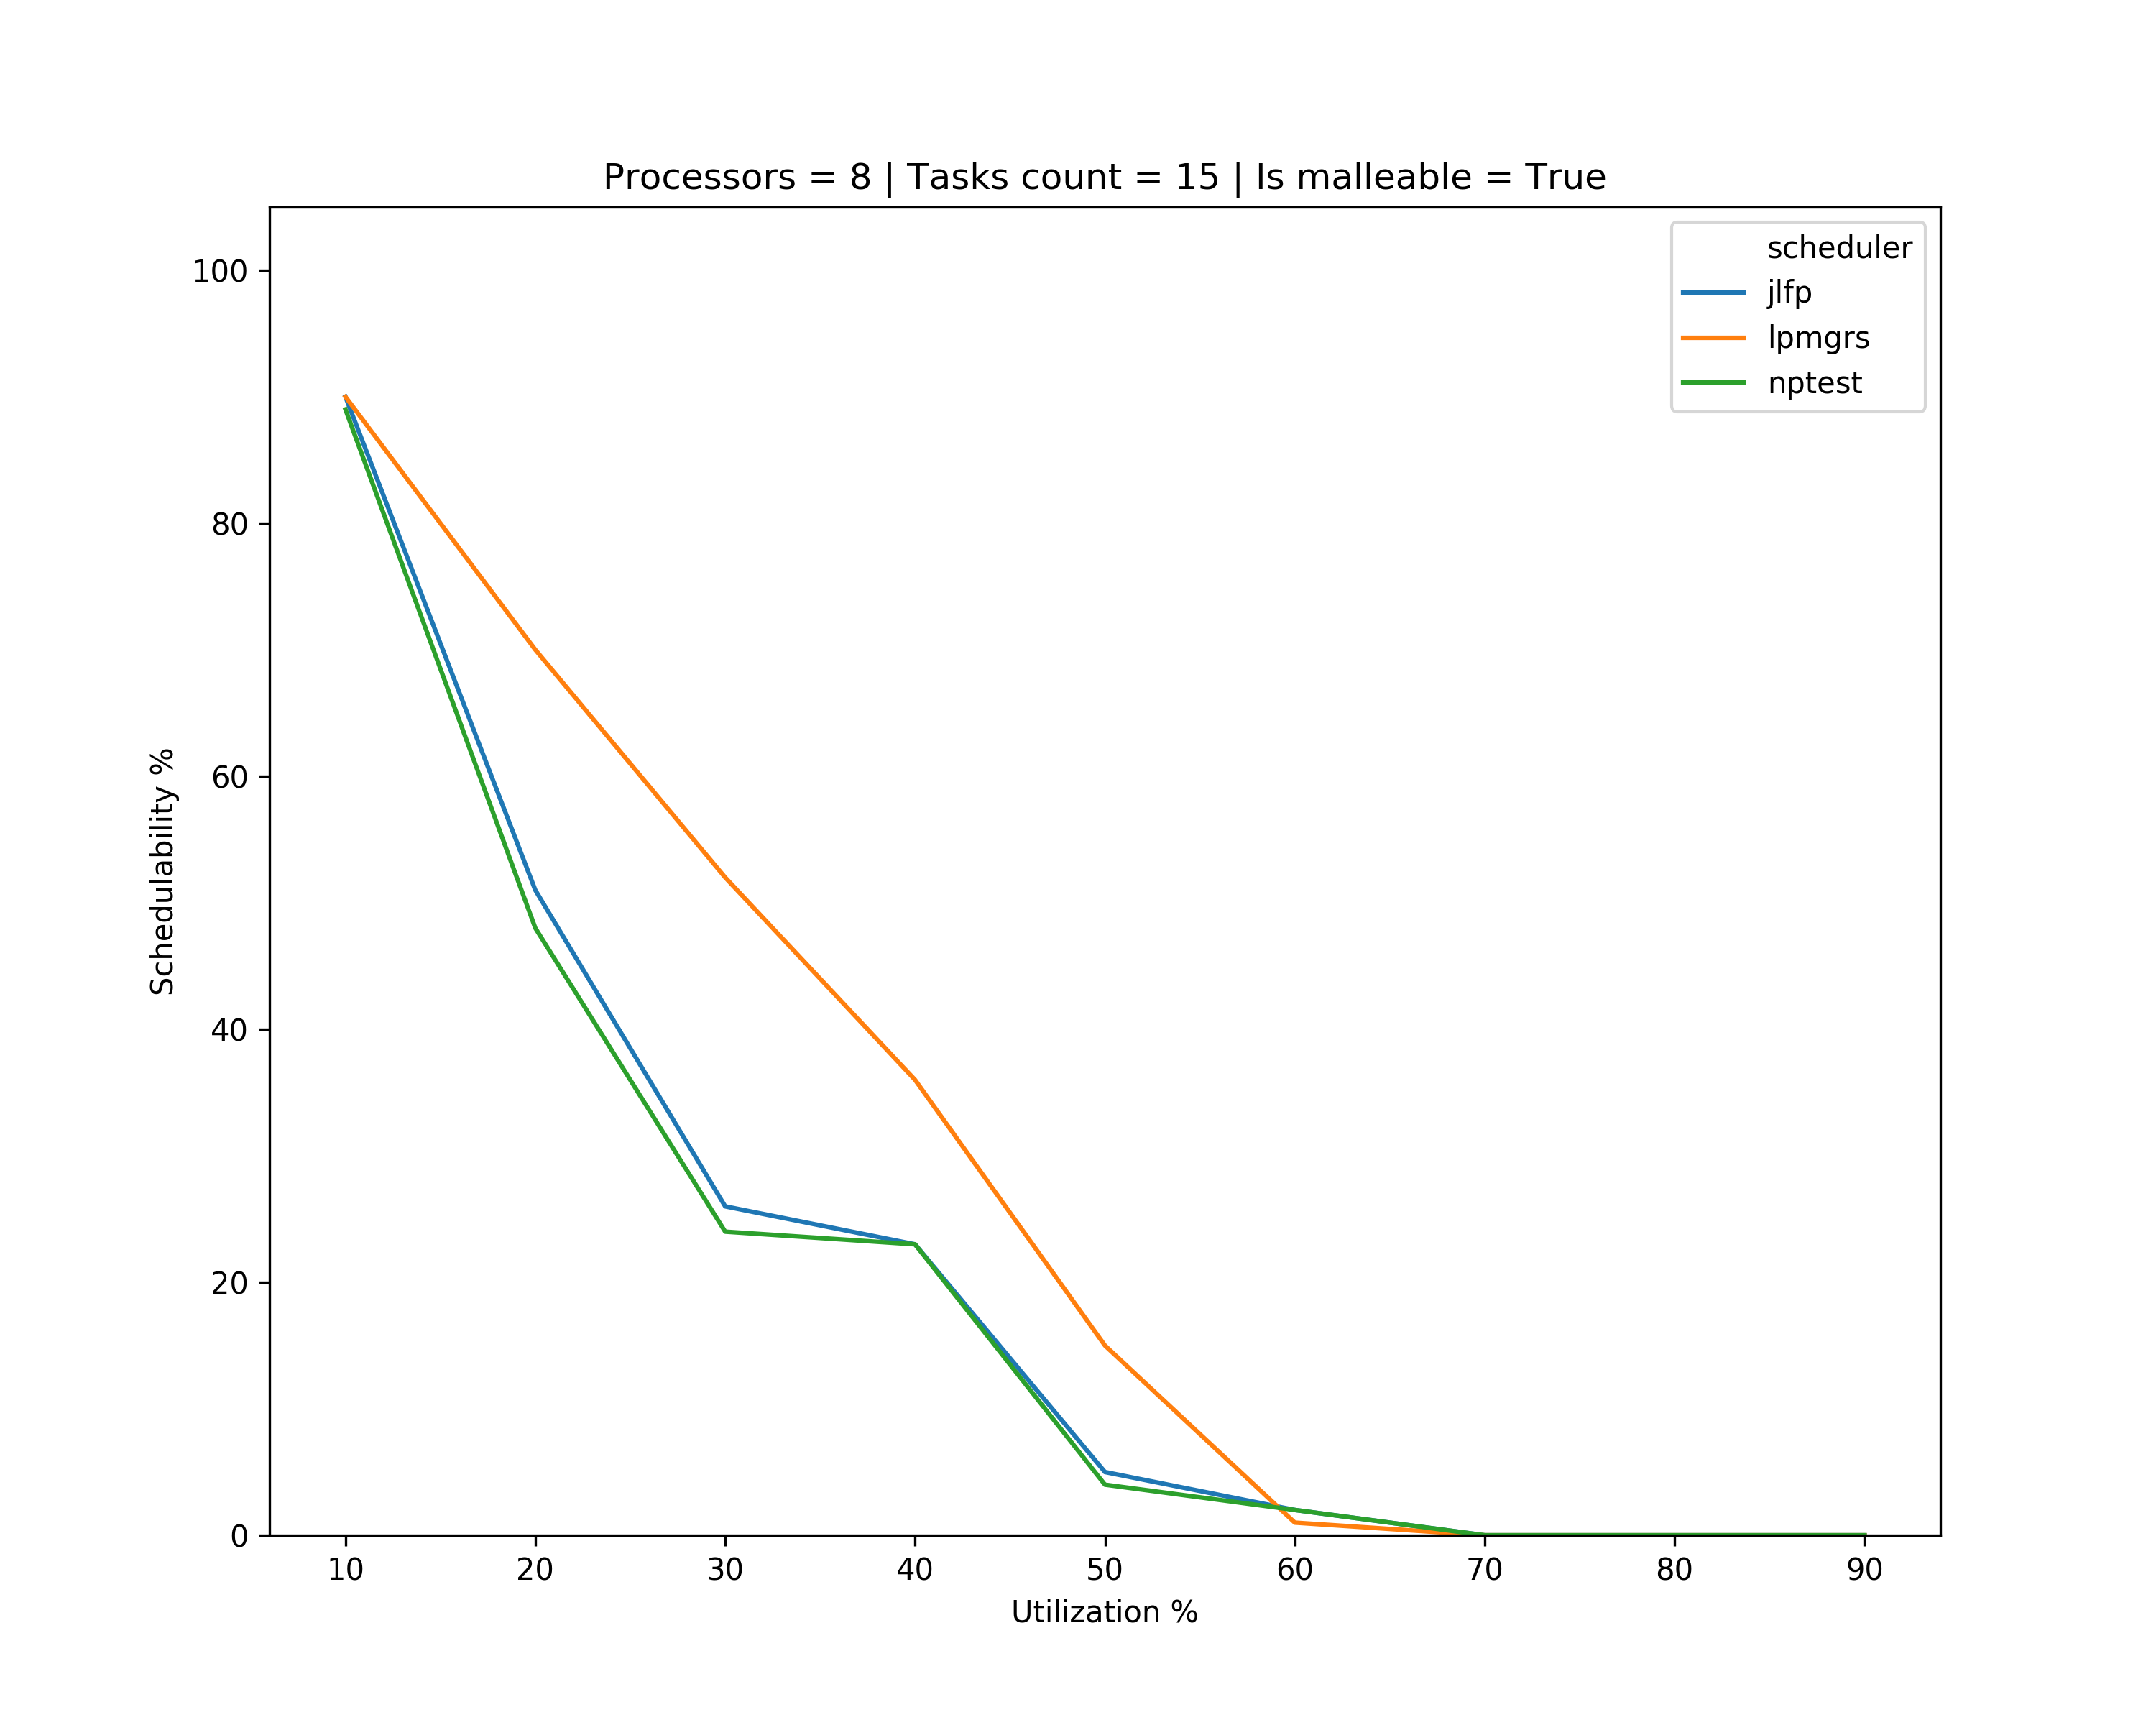 Processors = 8 | Tasks count = 15 | Is malleable = True
scheduler
jlfp
lpmgrs
nptest
Schedulability %
100
80
60
40
20
0
10 20 30 40 50 60 70 80 90
Utilization %